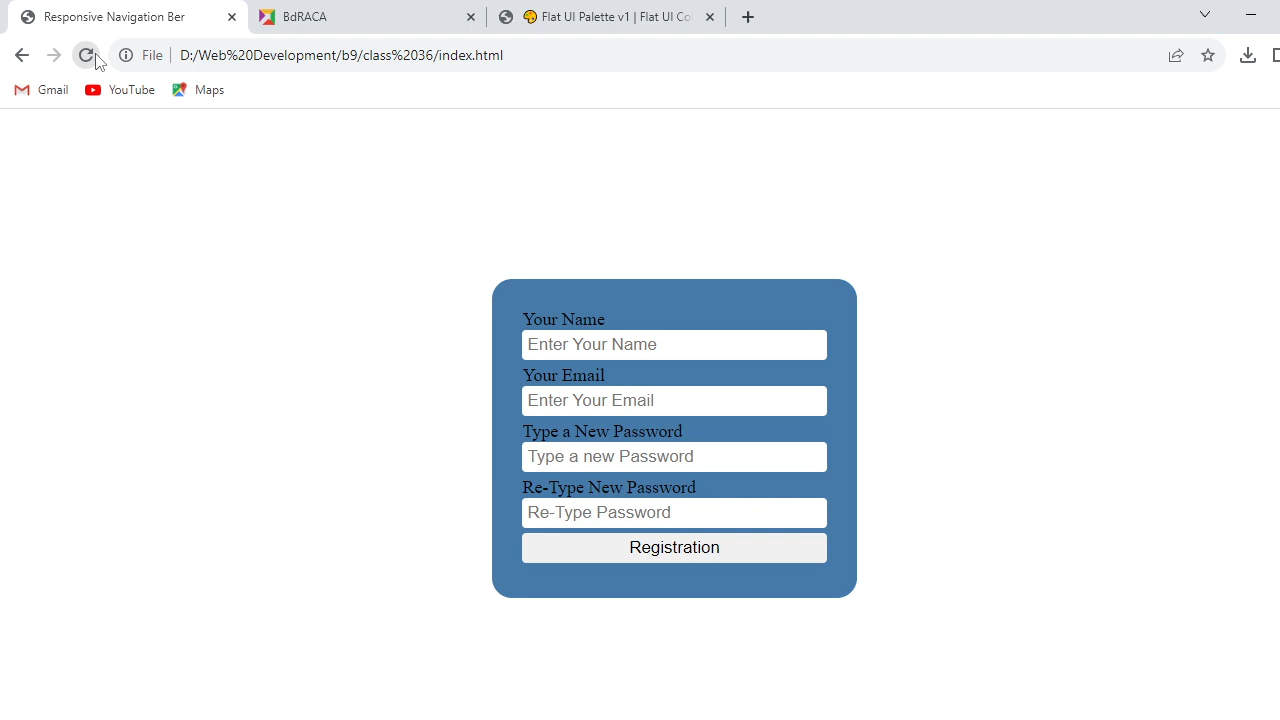 Responsive Navigation Ber
BdRACA
Flat UI Palette v1 | Flat UI Co
File
D:/Web%20Development/b9/class%2036/index.html
Gmail
YouTube
Maps
Your Name
Enter Your Name
Your Email
Enter Your Email
Type a New Password
Type a new Password
Re-Type New Password
Re-Type Password
Registration